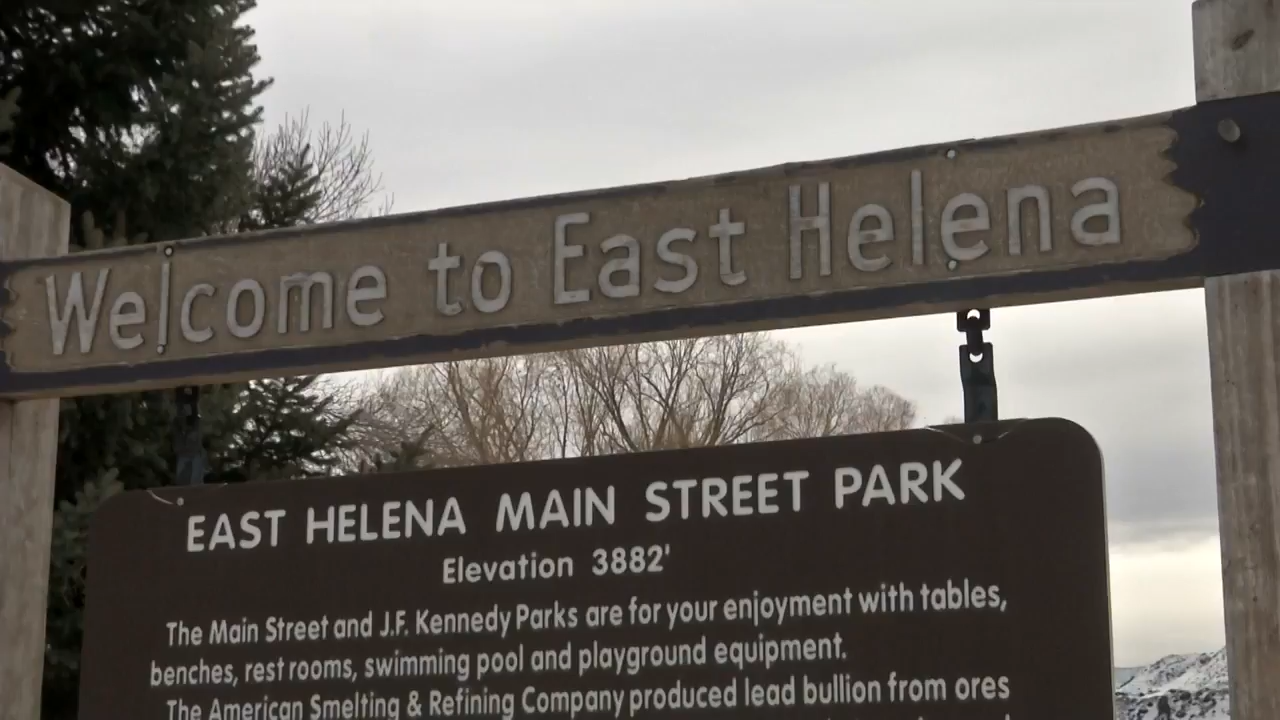 Welcome to East Helena
EAST HELENA MAIN STREET PARK
Elevation 3882'
The Main Street and J.F. Kennedy Parks are for your enjoyment with tables,
benches, rest rooms, swimming pool and playground equipment.
The American Smelting & Refining Company produced lead bullion from ores